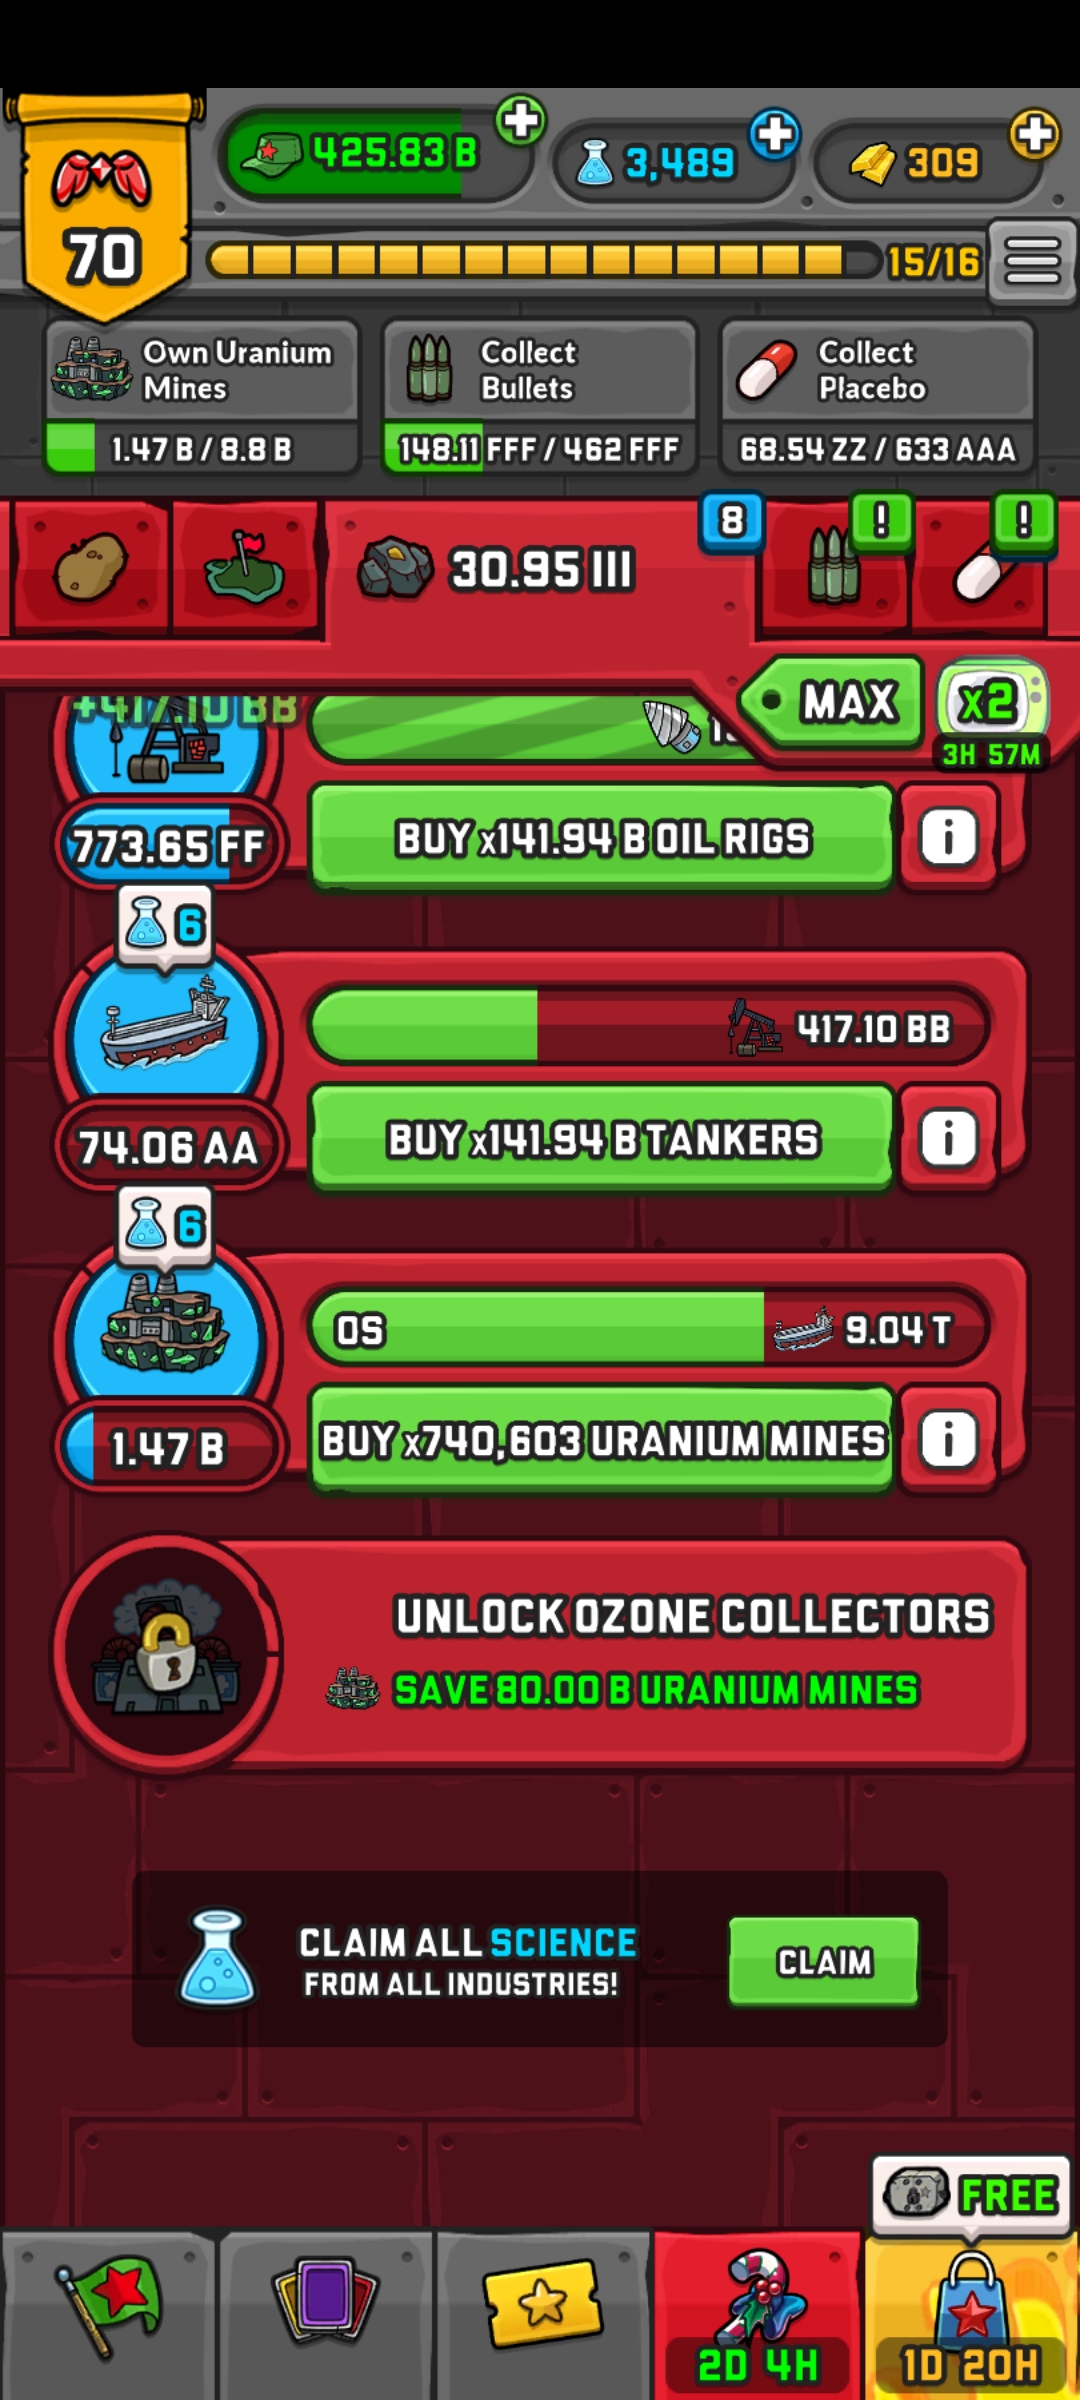 425.83 B
3,489
309
70
15/16
Own Uranium
Mines
1.47 B / 8.8 B
Collect
Bullets
148.11 FFF / 462 FFF
Collect
Placebo
68.54 ZZ / 633 AAA
30.95 III
8
!
!
MAX
x2
3H 57M
+417.10 BB
773.65 FF
BUY x141.94 B OIL RIGS
i
6
417.10 BB
74.06 AA
BUY x141.94 B TANKERS
i
6
0S
9.04 T
1.47 B
BUY x740,603 URANIUM MINES
i
UNLOCK OZONE COLLECTORS
SAVE 80.00 B URANIUM MINES
CLAIM ALL SCIENCE
FROM ALL INDUSTRIES!
CLAIM
FREE
2D 4H
1D 20H